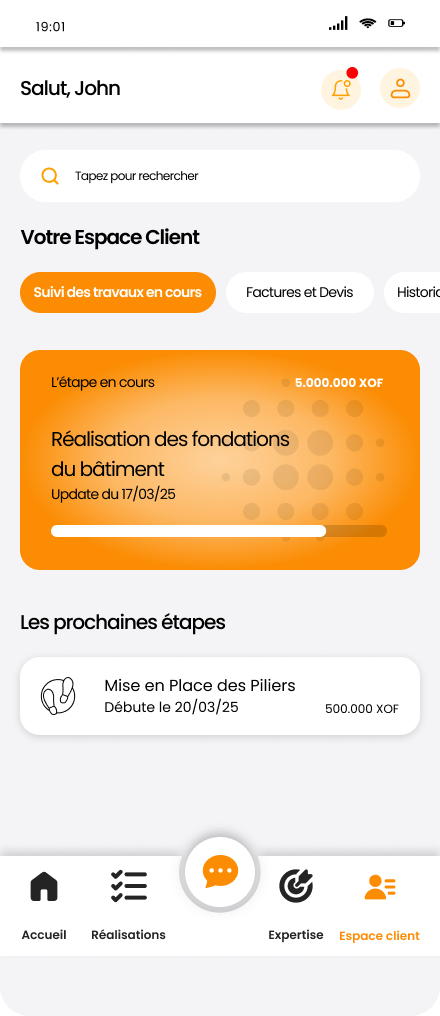 19:01
Salut, John
Tapez pour rechercher
Votre Espace Client
Suivi des travaux en cours
Factures et Devis
Historic
L'étape en cours
5.000.000 XOF
Réalisation des fondations
du bâtiment
Update du 17/03/25
Les prochaines étapes
Mise en Place des Piliers
Débute le 20/03/25
500.000 XOF
Accueil
Réalisations
Expertise
Espace client